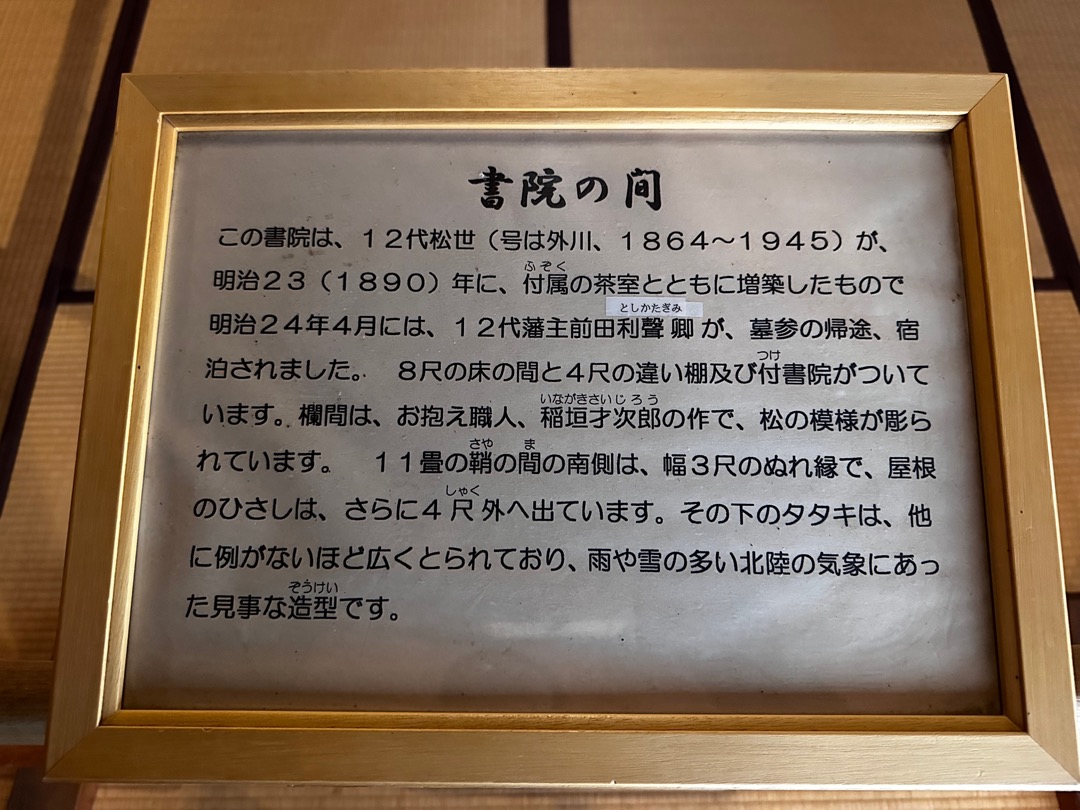 書院の間
この書院は、１２代松世（号は外川、１８６４〜１９４５）が、
ふぞく
明治２３（１８９０）年に、付属の茶室とともに増築したもので
としかたぎみ
明治２４年４月には、１２代藩主前田利聲卿が、墓参の帰途、宿
つけ
泊されました。　８尺の床の間と４尺の違い棚及び付書院がついて
いながきさいじろう
います。欄間は、お抱え職人、稲垣才次郎の作で、松の模様が彫ら
さや　ま
れています。　１１畳の鞘の間の南側は、幅３尺のぬれ縁で、屋根
しゃく
のひさしは、さらに４尺外へ出ています。その下のタタキは、他
に例がないほど広くとられており、雨や雪の多い北陸の気象にあっ
ぞうけい
た見事な造型です。